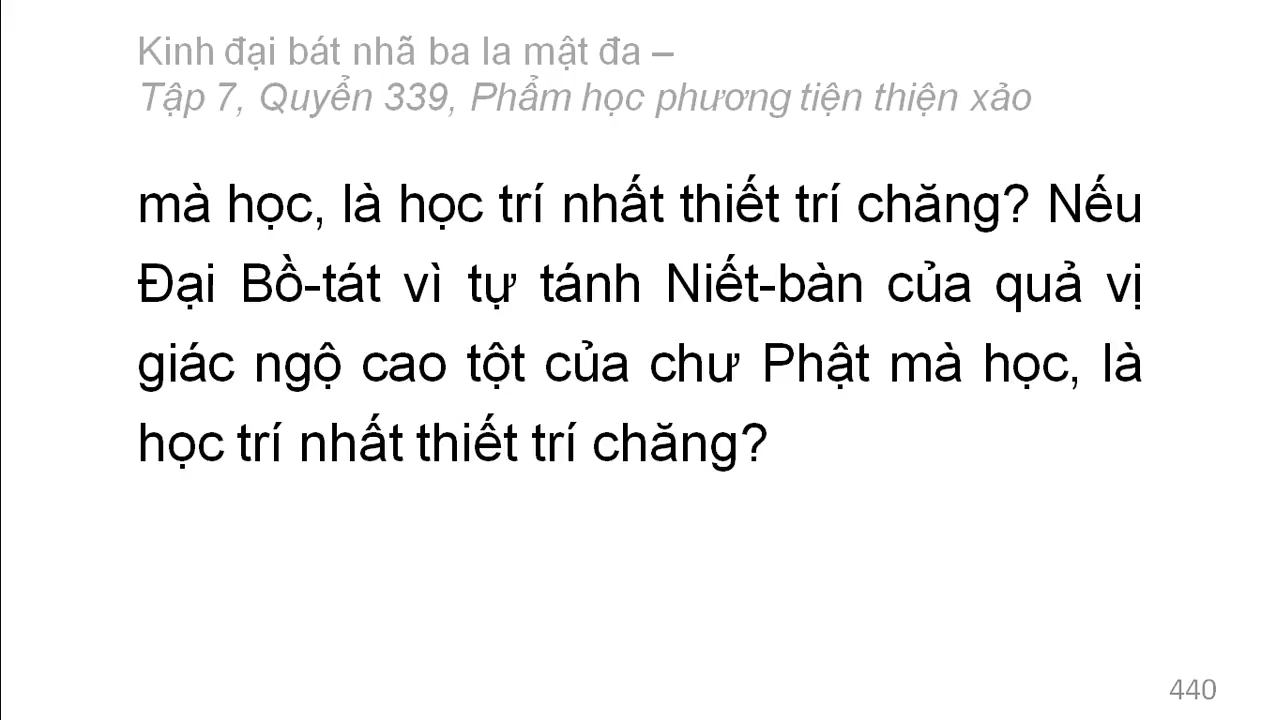 Kinh đại bát nhã ba la mật đa –
Tập 7, Quyển 339, Phẩm học phương tiện thiện xảo
mà học, là học trí nhất thiết trí chăng? Nếu
Đại Bồ-tát vì tự tánh Niết-bàn của quả vị
giác ngộ cao tột của chư Phật mà học, là
học trí nhất thiết trí chăng?
440